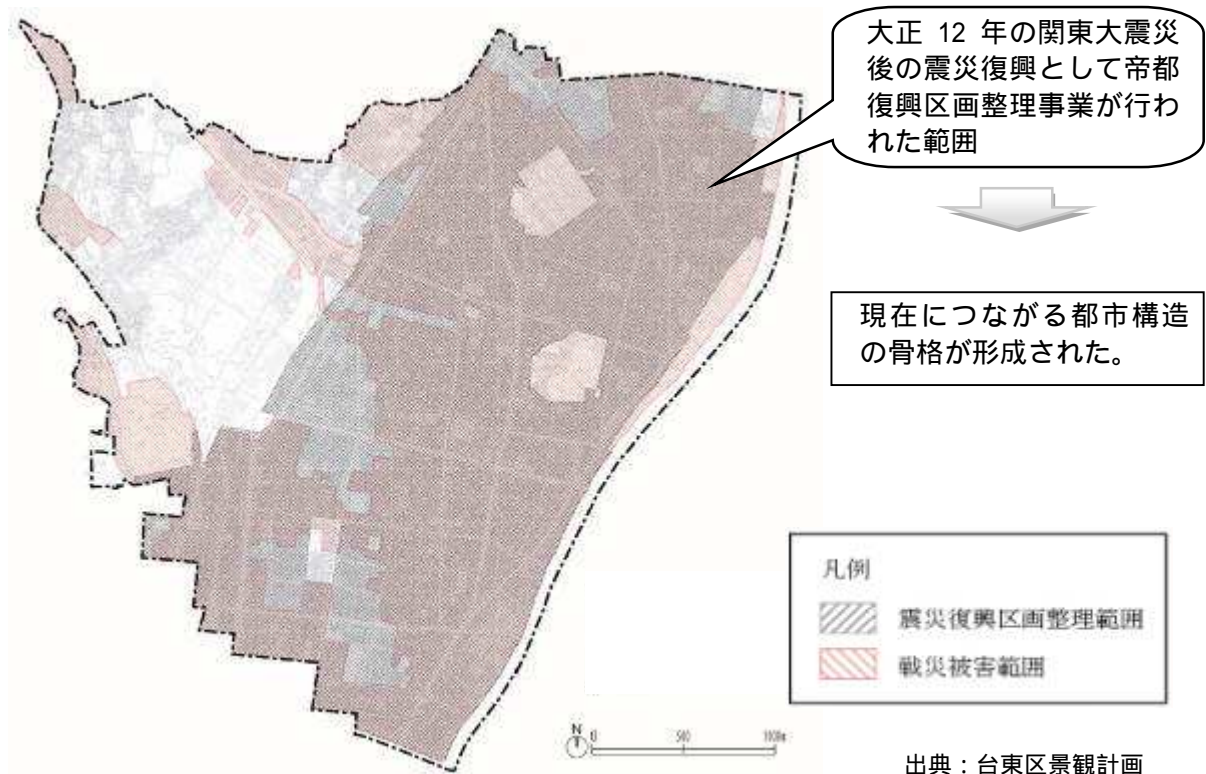 大正 12 年の関東大震災
後の震災復興として帝都
復興区画整理事業が行わ
れた範囲
現在につながる都市構造
の骨格が形成された。
凡例
震災復興区画整理範囲
戦災被害範囲
N
0 500 1000m
出典：台東区景観計画